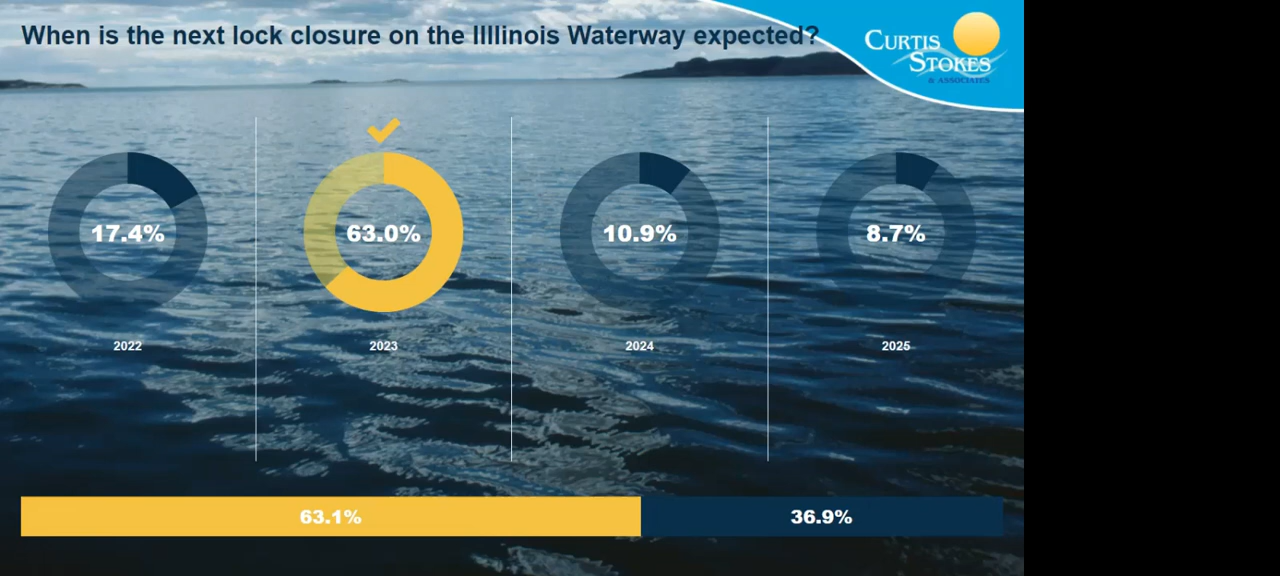 When is the next lock closure on the Illlinois Waterway expected?
CURTIS
STOKES
& ASSOCIATES
17.4%
63.0%
10.9%
8.7%
2022
2023
2024
2025
63.1%
36.9%